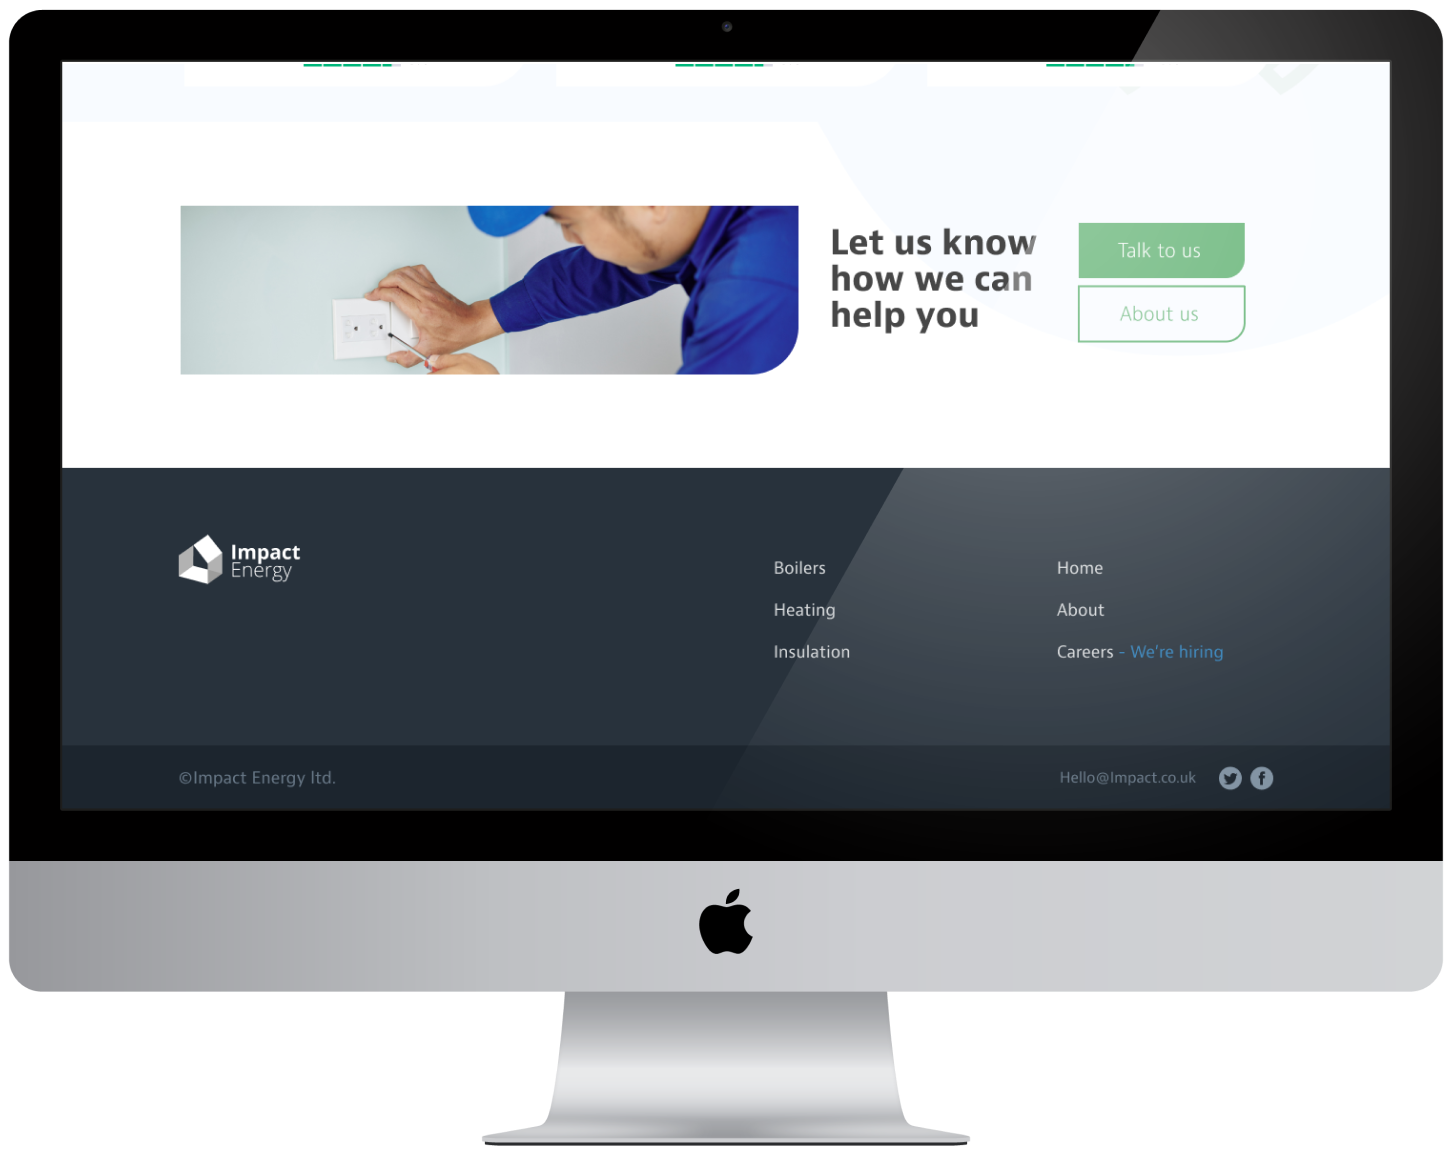 Let us know
how we can
help you
Talk to us
About us
Impact
Energy
Boilers
Heating
Insulation
Home
About
Careers - We're hiring
©Impact Energy ltd.
Hello@Impact.co.uk